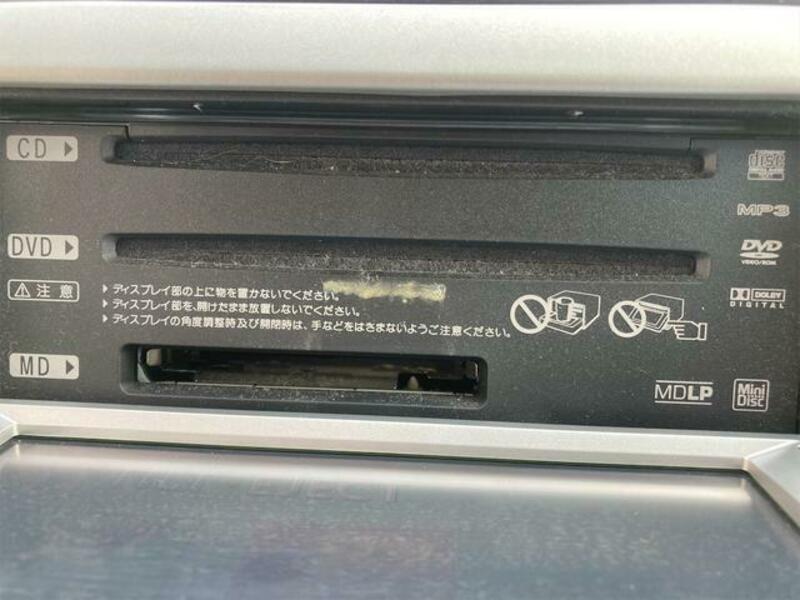 CD
disc
MP3
DVD
DVD
VIDEO/ROM
注意
▶ディスプレイ部の上に物を置かないでください。
▶ディスプレイ部を、開けたまま放置しないでください。
▶ディスプレイの角度調整時及び開閉時は、手などをはさまないようご注意ください。
DOLBY
DIGITAL
MD
MDLP
Mini
Disc